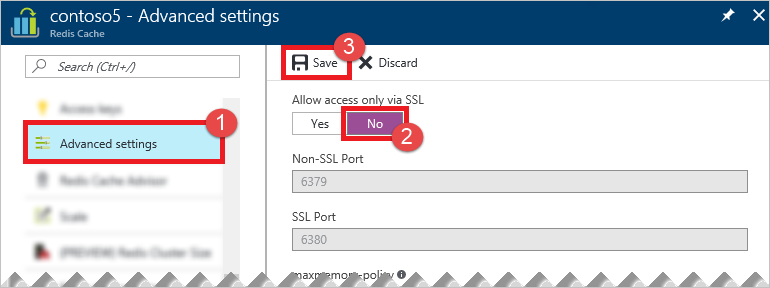 contoso5 - Advanced settings
Redis Cache
Search (Ctrl+/)
3
Save
Discard
Access keys
1
Advanced settings
Redis Cache Advisor
Scale
(PREVIEW) Redis Cluster Size
Allow access only via SSL
Yes
No
2
Non-SSL Port
6379
SSL Port
6380
maxmemory-policy